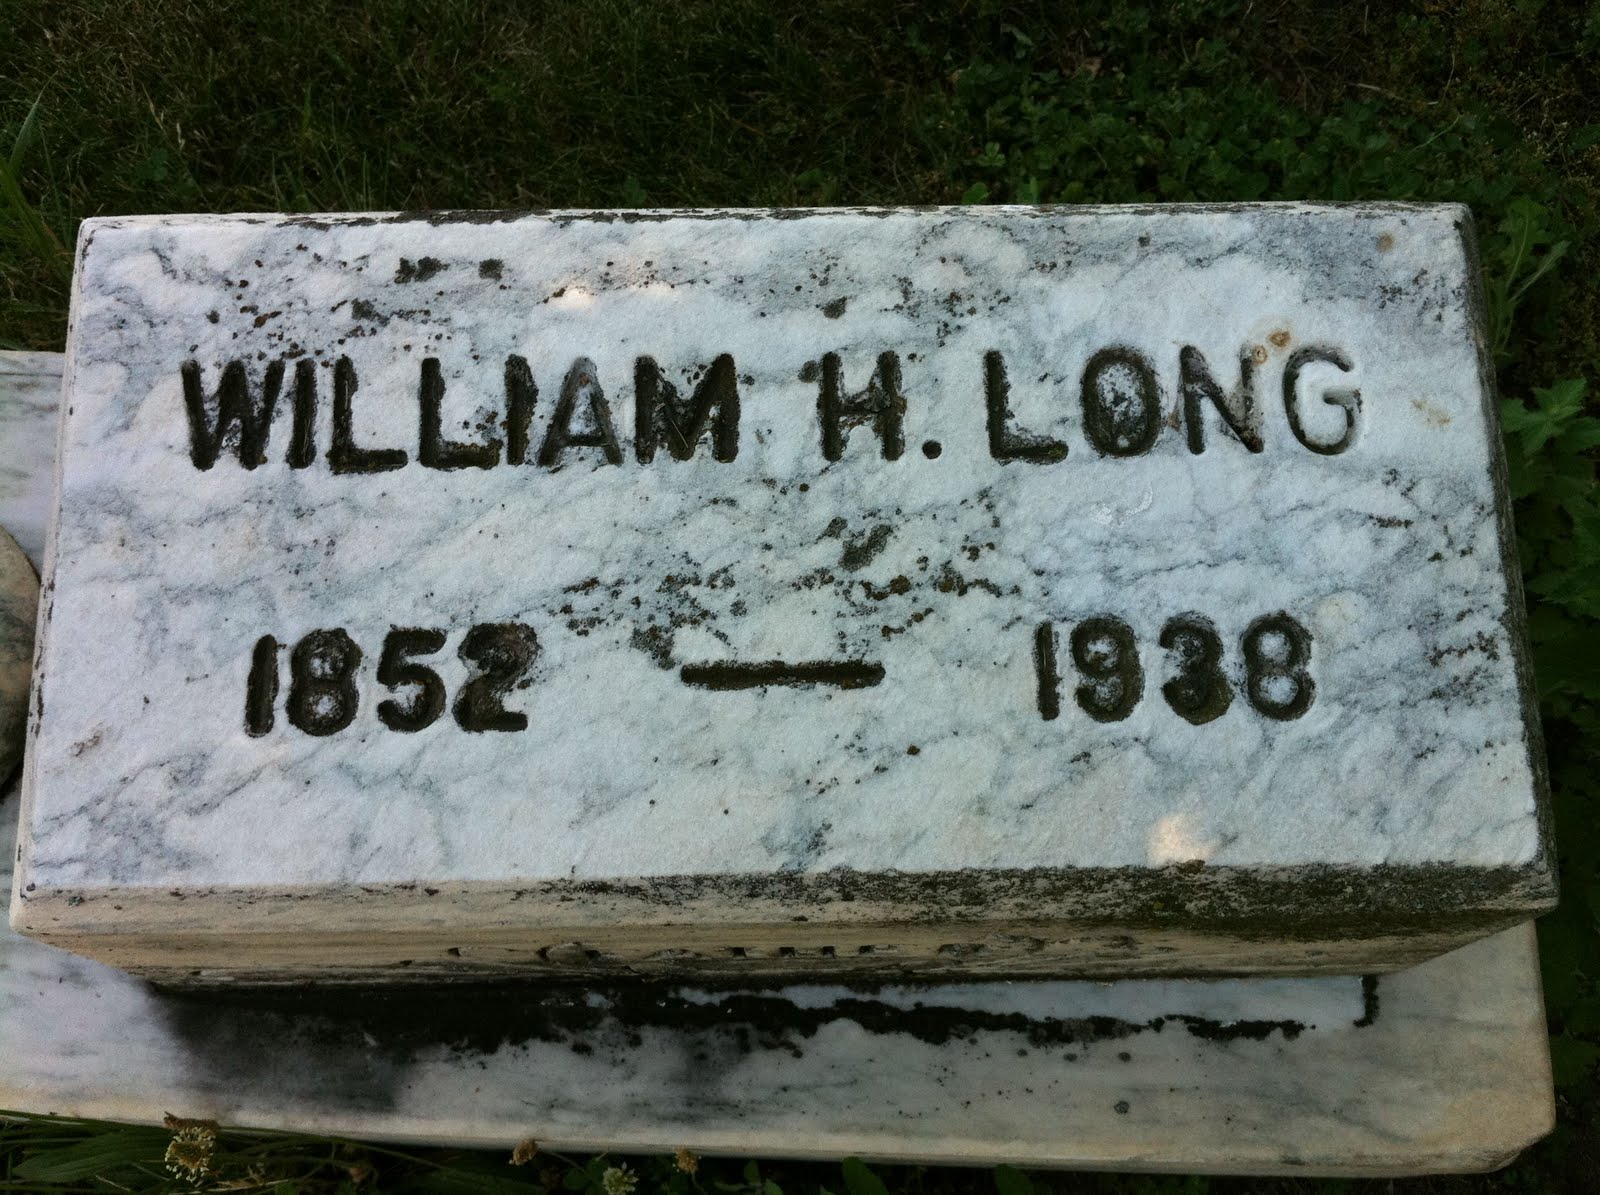 WILLIAM H. LONG
1852 — 1938